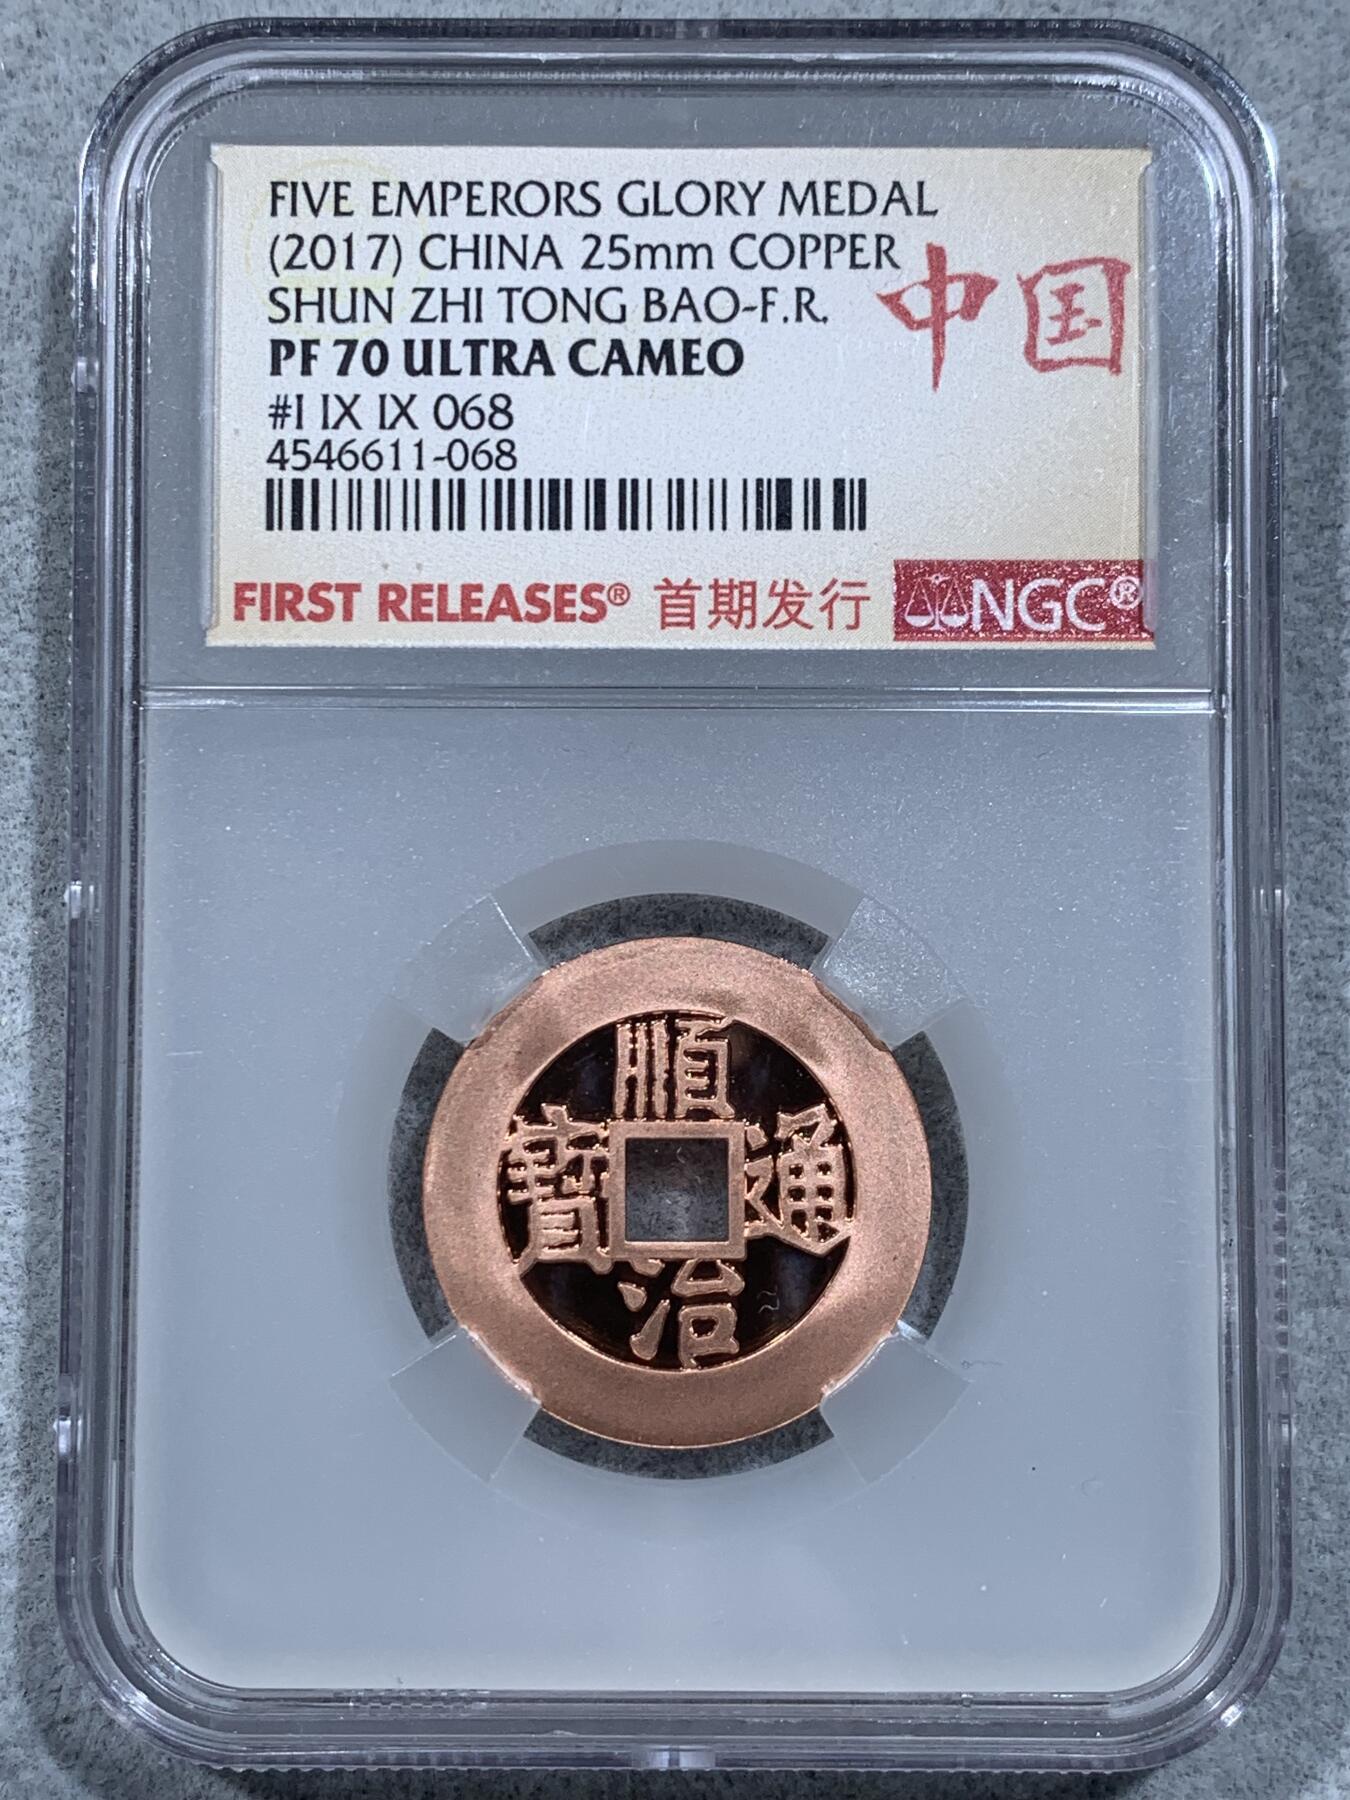 FIVE EMPERORS GLORY MEDAL
(2017) CHINA 25mm COPPER
SHUN ZHI TONG BAO-F.R.
PF 70 ULTRA CAMEO
#I IX IX 068
4546611-068
中国
FIRST RELEASES® 首期发行 NGC®
順
寶 通
治